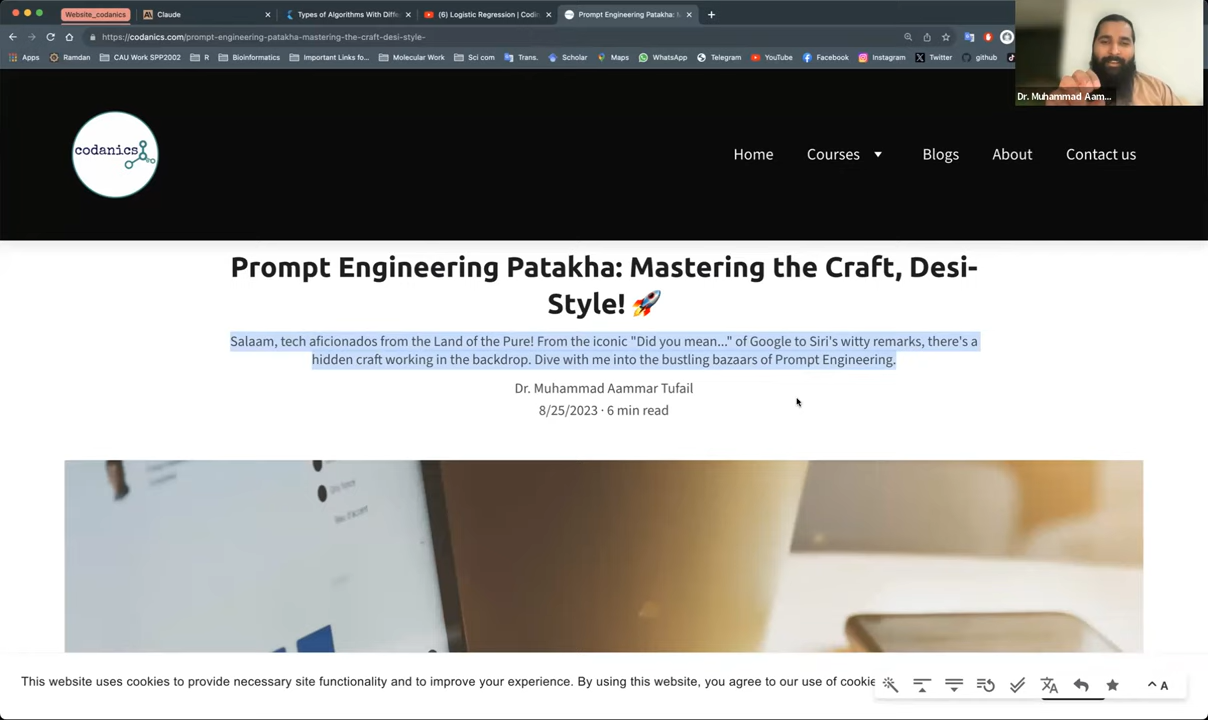 Website_codanics
Claude
Types of Algorithms With Diffe
(6) Logistic Regression | Codi
Prompt Engineering Patakha: M
https://codanics.com/prompt-engineering-patakha-mastering-the-craft-desi-style-
Apps
Ramdan
CAU Work SPP2002
R
Bioinformatics
Important Links fo...
Molecular Work
Sci com
Trans.
Scholar
Maps
WhatsApp
Telegram
YouTube
Facebook
Instagram
Twitter
github
Dr. Muhammad Aam...
codanics
Home
Courses
Blogs
About
Contact us
Prompt Engineering Patakha: Mastering the Craft, Desi-
Style! 🚀
Salaam, tech aficionados from the Land of the Pure! From the iconic "Did you mean..." of Google to Siri's witty remarks, there's a
hidden craft working in the backdrop. Dive with me into the bustling bazaars of Prompt Engineering.
Dr. Muhammad Aammar Tufail
8/25/2023 · 6 min read
This website uses cookies to provide necessary site functionality and to improve your experience. By using this website, you agree to our use of cookie
A